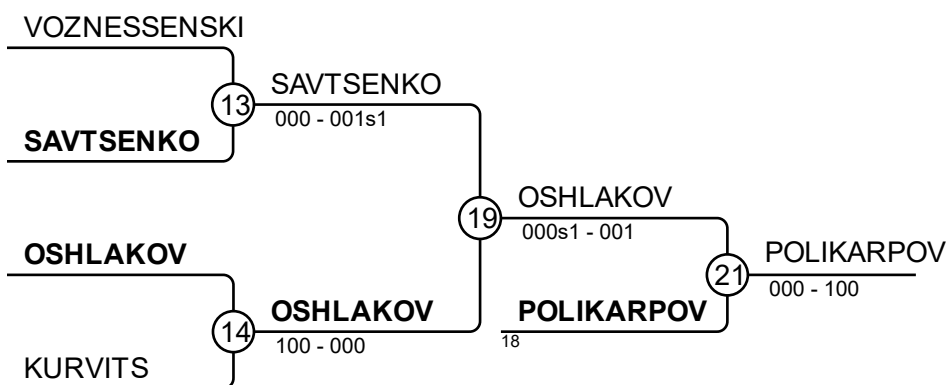 VOZNESSENSKI
13
SAVTSENKO
000 - 001s1
SAVTSENKO
19
OSHLAKOV
000s1 - 001
OSHLAKOV
21
POLIKARPOV
000 - 100
14
OSHLAKOV
100 - 000
POLIKARPOV
18
KURVITS